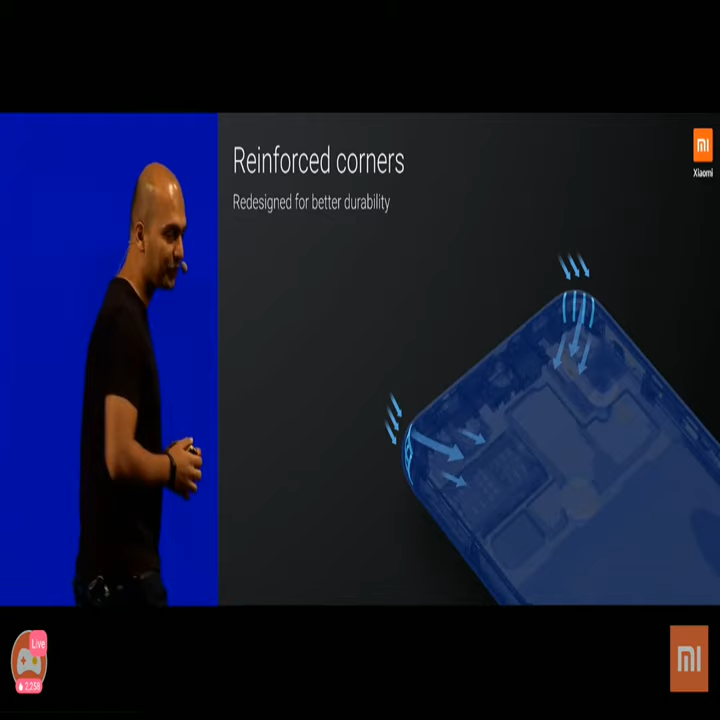 Reinforced corners
Redesigned for better durability
mi
Xiaomi
Live
2,258
mi